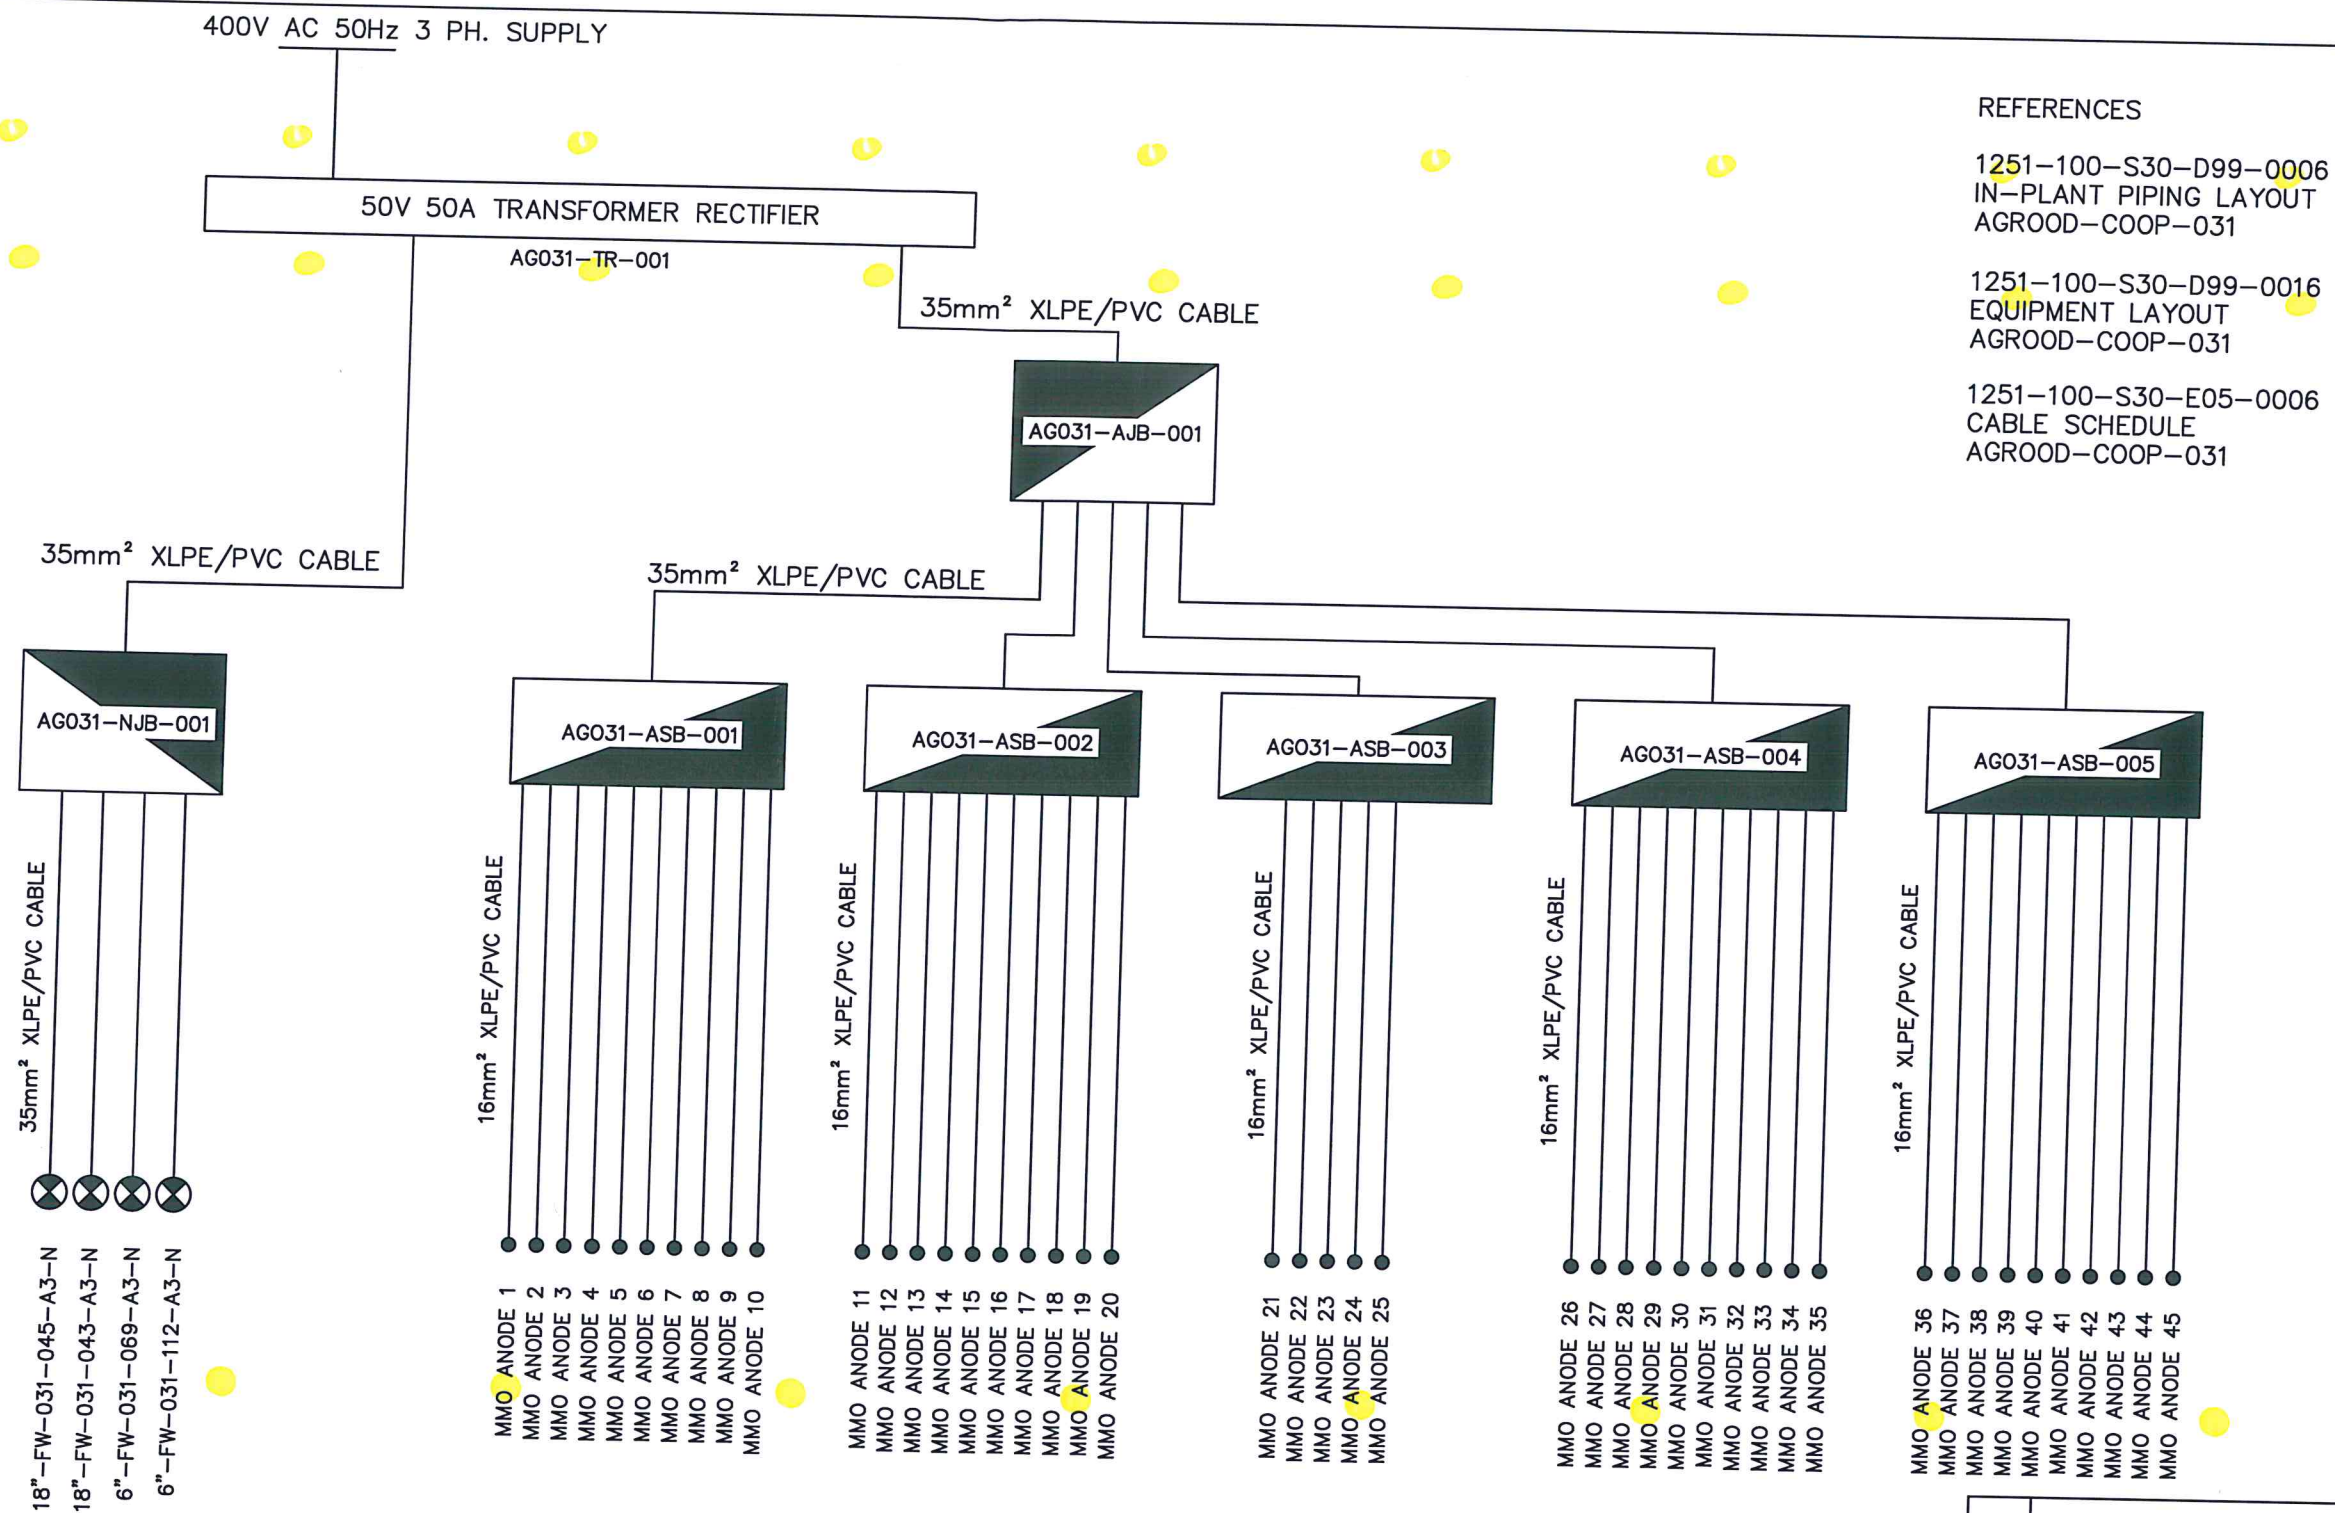 400V AC 50Hz 3 PH. SUPPLY
REFERENCES
1251-100-S30-D99-0006
IN-PLANT PIPING LAYOUT
AGROOD-COOP-031
1251-100-S30-D99-0016
EQUIPMENT LAYOUT
AGROOD-COOP-031
1251-100-S30-E05-0006
CABLE SCHEDULE
AGROOD-COOP-031
50V 50A TRANSFORMER RECTIFIER
AG031-TR-001
35mm² XLPE/PVC CABLE
AG031-AJB-001
35mm² XLPE/PVC CABLE
35mm² XLPE/PVC CABLE
AG031-NJB-001
AG031-ASB-001
AG031-ASB-002
AG031-ASB-003
AG031-ASB-004
AG031-ASB-005
35mm² XLPE/PVC CABLE
16mm² XLPE/PVC CABLE
16mm² XLPE/PVC CABLE
16mm² XLPE/PVC CABLE
16mm² XLPE/PVC CABLE
16mm² XLPE/PVC CABLE
18"-FW-031-045-A3-N
18"-FW-031-043-A3-N
6"-FW-031-069-A3-N
6"-FW-031-112-A3-N
MMO ANODE 1
MMO ANODE 2
MMO ANODE 3
MMO ANODE 4
MMO ANODE 5
MMO ANODE 6
MMO ANODE 7
MMO ANODE 8
MMO ANODE 9
MMO ANODE 10
MMO ANODE 11
MMO ANODE 12
MMO ANODE 13
MMO ANODE 14
MMO ANODE 15
MMO ANODE 16
MMO ANODE 17
MMO ANODE 18
MMO ANODE 19
MMO ANODE 20
MMO ANODE 21
MMO ANODE 22
MMO ANODE 23
MMO ANODE 24
MMO ANODE 25
MMO ANODE 26
MMO ANODE 27
MMO ANODE 28
MMO ANODE 29
MMO ANODE 30
MMO ANODE 31
MMO ANODE 32
MMO ANODE 33
MMO ANODE 34
MMO ANODE 35
MMO ANODE 36
MMO ANODE 37
MMO ANODE 38
MMO ANODE 39
MMO ANODE 40
MMO ANODE 41
MMO ANODE 42
MMO ANODE 43
MMO ANODE 44
MMO ANODE 45